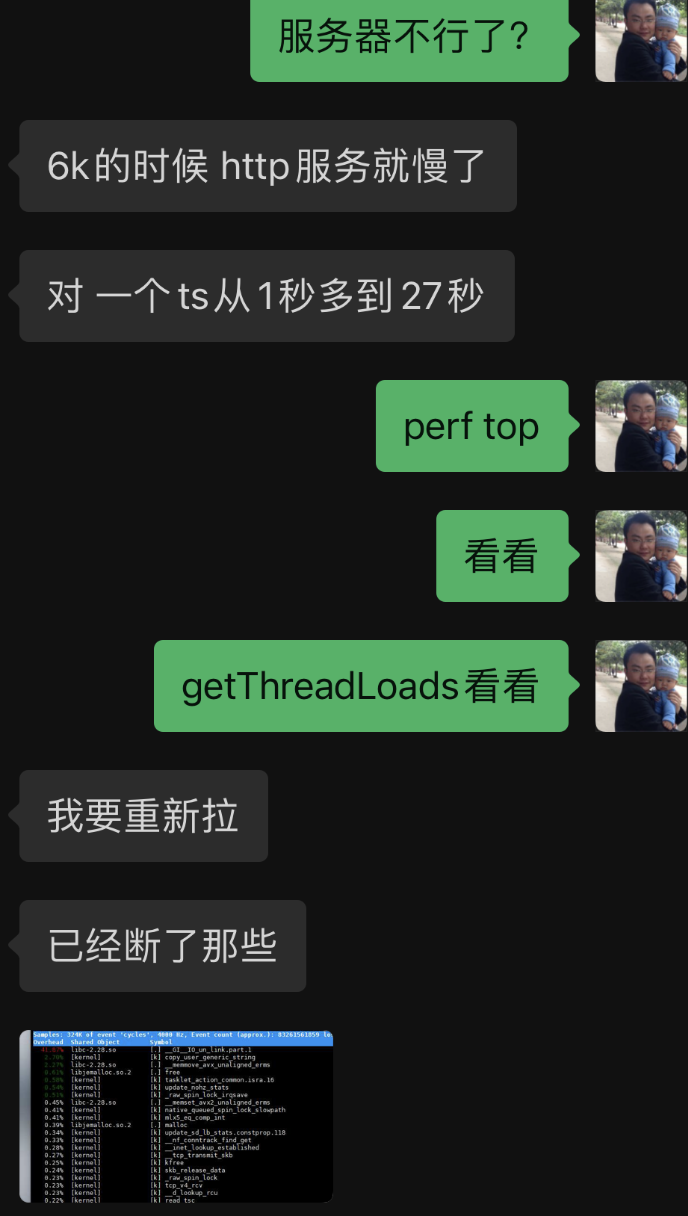 服务器不行了?
6k的时候 http服务就慢了
对 一个ts从1秒多到27秒
perf top
看看
getThreadLoads看看
我要重新拉
已经断了那些
Samples: 324K of event 'cycles', 4000 Hz, Event count (approx.): 83261561859 lo
Overhead Shared Object Symbol
libc-2.28.so [.] __GI__IO_un_link.part.1
[kernel] [k] copy_user_generic_string
libc-2.28.so [.] __memmove_avx_unaligned_erms
libjemalloc.so.2 [.] free
[kernel] [k] tasklet_action_common.isra.16
[kernel] [k] update_nohz_stats
[kernel] [k] _raw_spin_lock_irqsave
0.45% libc-2.28.so [.] __memset_avx2_unaligned_erms
0.41% [kernel] [k] native_queued_spin_lock_slowpath
0.41% [kernel] [k] mlx5_eq_comp_int
0.39% libjemalloc.so.2 [.] malloc
0.34% [kernel] [k] update_sd_lb_stats.constprop.118
0.33% [kernel] [k] __nf_conntrack_find_get
0.28% [kernel] [k] __inet_lookup_established
0.27% [kernel] [k] __tcp_transmit_skb
0.25% [kernel] [k] kfree
0.24% [kernel] [k] skb_release_data
0.23% [kernel] [k] _raw_spin_lock
0.23% [kernel] [k] tcp_v4_rcv
0.23% [kernel] [k] __d_lookup_rcu
0.22% [kernel] [k] read_tsc